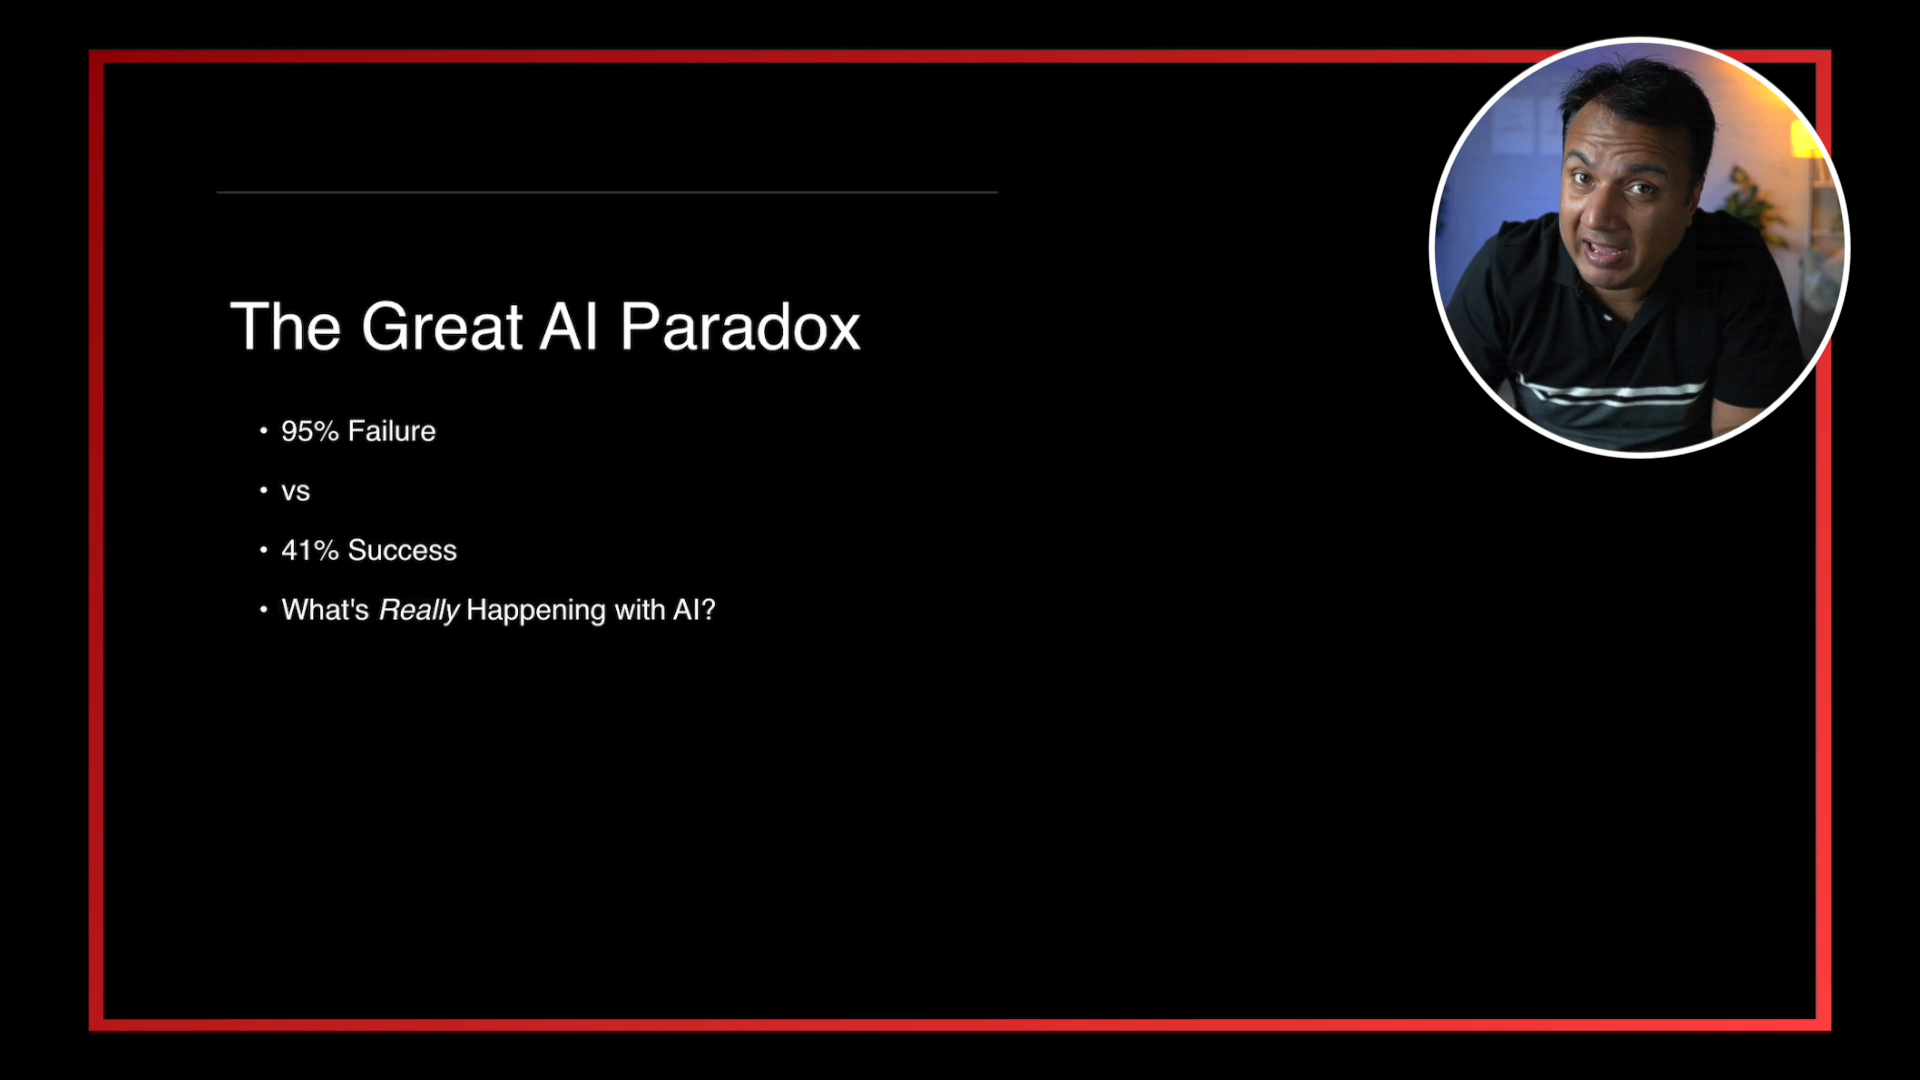 The Great AI Paradox
• 95% Failure
• vs
• 41% Success
• What's Really Happening with AI?